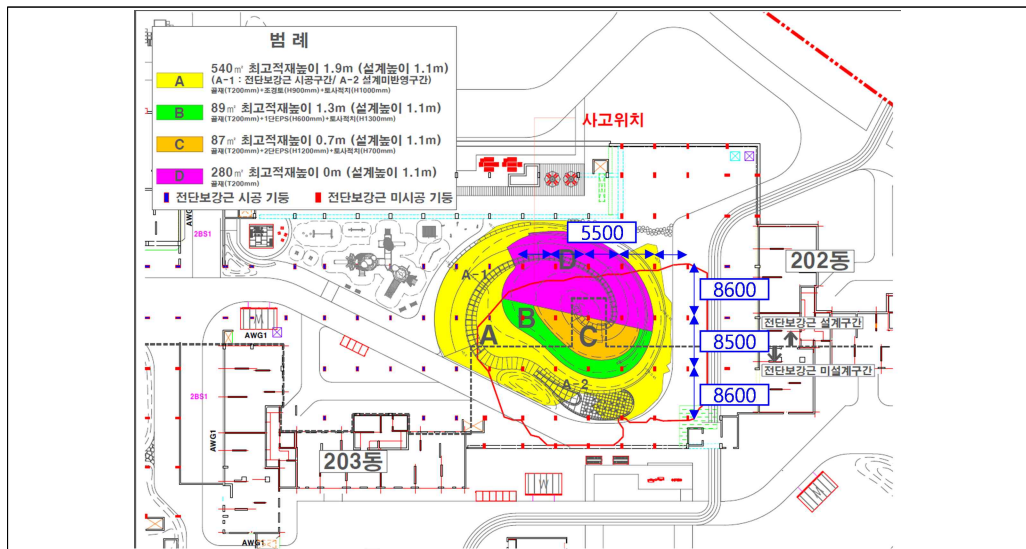 범 례
A 540㎡ 최고적재높이 1.9m (설계높이 1.1m)
(A-1 : 전단보강근 시공구간/ A-2 설계미반영구간)
골재(T200mm)+조경토(H900mm)+토사적치(H1000mm)
B 89㎡ 최고적재높이 1.3m (설계높이 1.1m)
골재(T200mm)+1단EPS(H600mm)+토사적치(H1300mm)
C 87㎡ 최고적재높이 0.7m (설계높이 1.1m)
골재(T200mm)+2단EPS(H1200mm)+토사적치(H700mm)
D 280㎡ 최고적재높이 0m (설계높이 1.1m)
골재(T200mm)
전단보강근 시공 기둥 전단보강근 미시공 기둥
사고위치
AWG
2BS1
5500
A-1
D
202동
8600
B
A
C
전단보강근 설계구간
8500
AWG1
전단보강근 미설계구간
A-2
8600
2BS1
AWG1
203동
AWG1